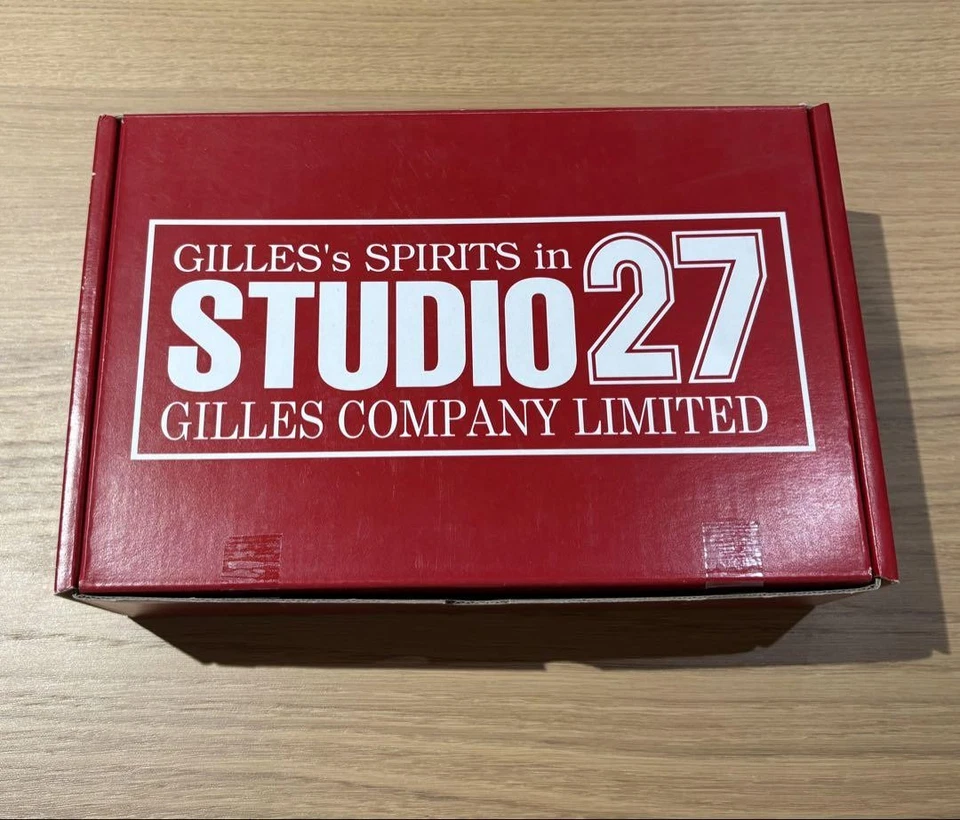 GILLES's SPIRITS in
STUDIO27
GILLES COMPANY LIMITED